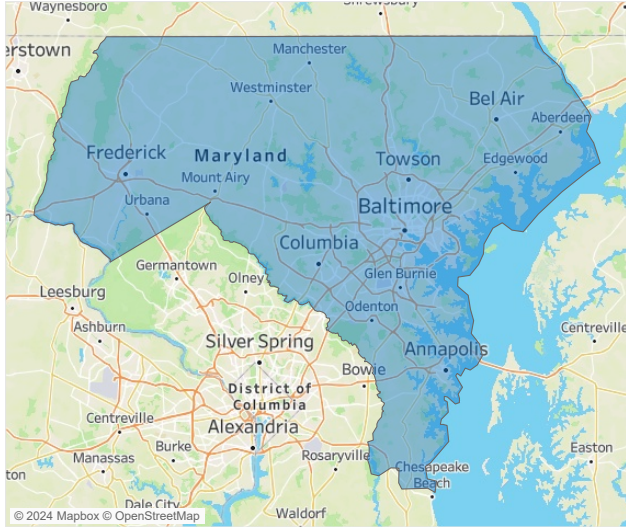 Waynesboro
Manchester
Westminster
Bel Air
Aberdeen
Frederick
Maryland
Towson
Edgewood
Mount Airy
Urbana
Baltimore
Columbia
Germantown
Glen Burnie
Olney
Leesburg
Odenton
Ashburn
Centreville
Silver Spring
Annapolis
Bowie
District of
Columbia
Centreville
Alexandria
Burke
Easton
Rosaryville
Manassas
Chesapeake
Beach
Dale City
Waldorf
© 2024 Mapbox © OpenStreetMap